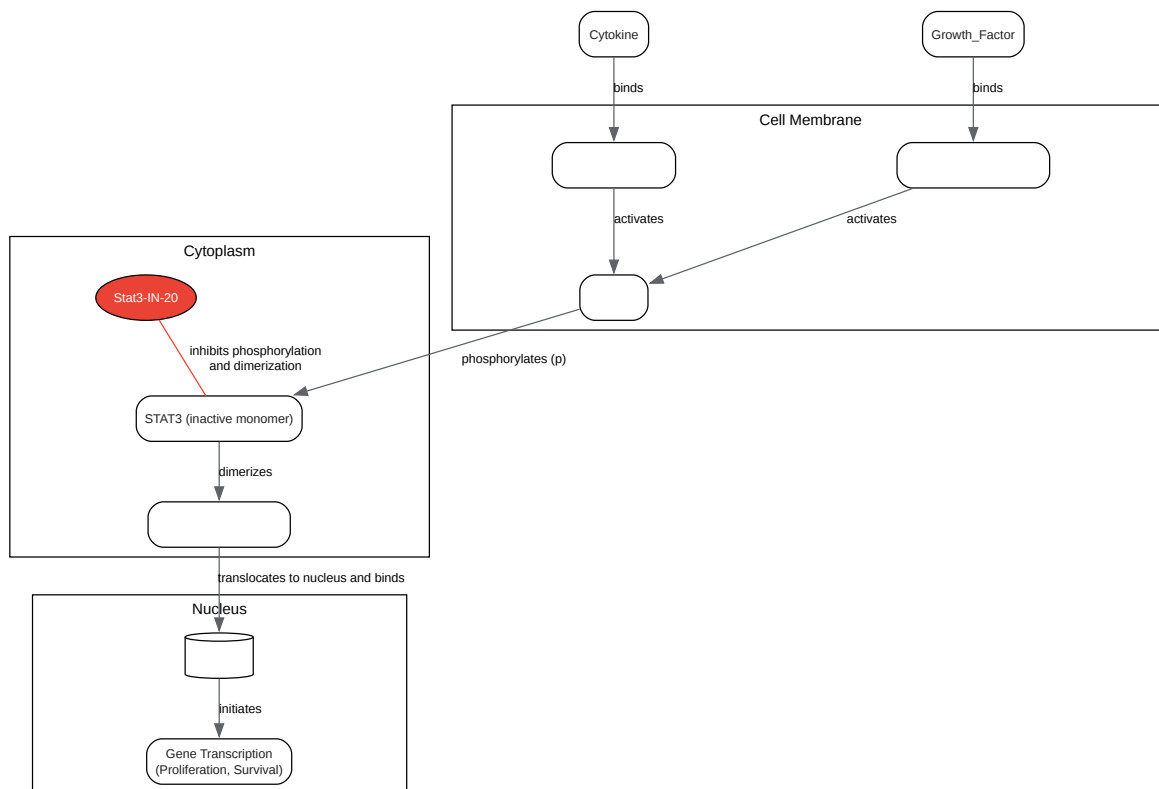 Cytokine
Growth_Factor
binds
binds
Cell Membrane
activates
activates
Cytoplasm
Stat3-IN-20
inhibits phosphorylation
and dimerization
phosphorylates (p)
STAT3 (inactive monomer)
dimerizes
translocates to nucleus and binds
Nucleus
initiates
Gene Transcription
(Proliferation, Survival)